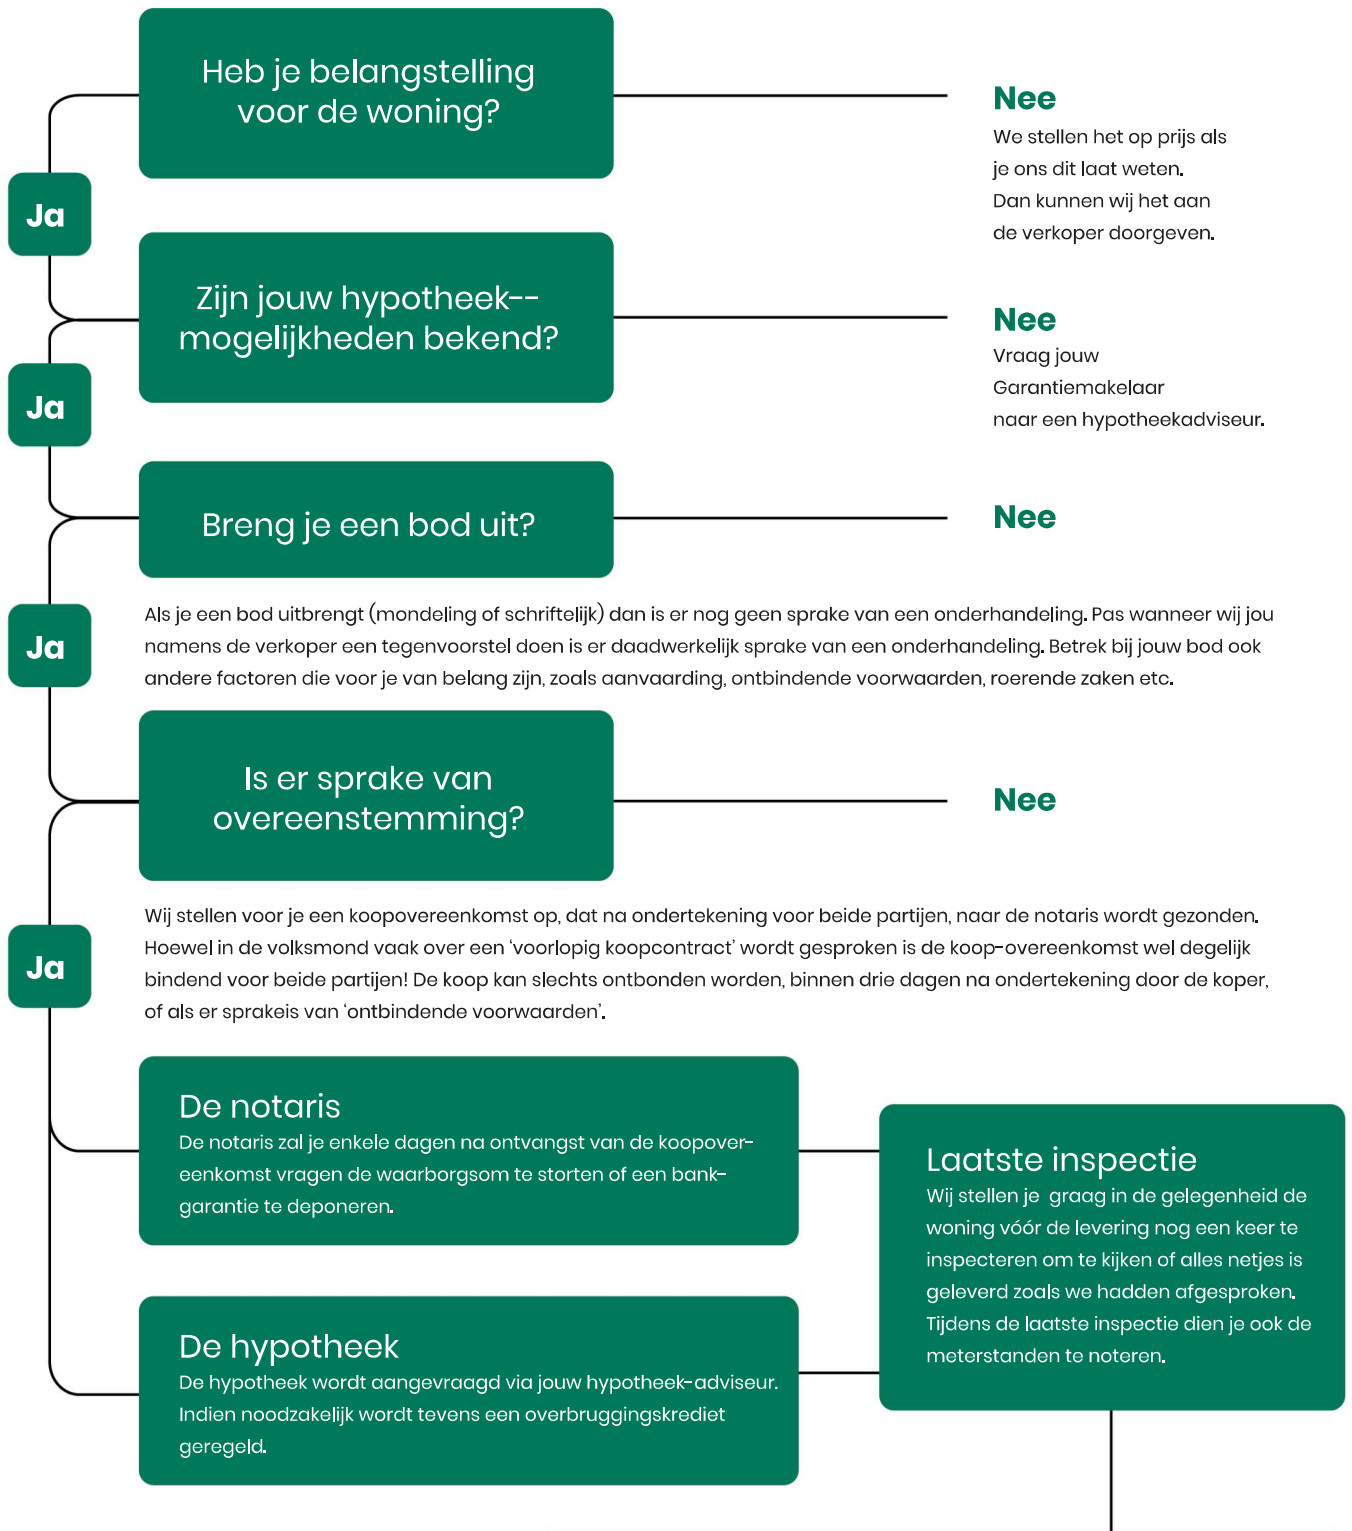 Heb je belangstelling
voor de woning?
Nee
We stellen het op prijs als
je ons dit laat weten.
Dan kunnen wij het aan
de verkoper doorgeven.
Ja
Zijn jouw hypotheek--
mogelijkheden bekend?
Nee
Vraag jouw
Garantiemakelaar
naar een hypotheekadviseur.
Ja
Breng je een bod uit?
Nee
Als je een bod uitbrengt (mondeling of schriftelijk) dan is er nog geen sprake van een onderhandeling. Pas wanneer wij jou
namens de verkoper een tegenvoorstel doen is er daadwerkelijk sprake van een onderhandeling. Betrek bij jouw bod ook
andere factoren die voor je van belang zijn, zoals aanvaarding, ontbindende voorwaarden, roerende zaken etc.
Ja
Is er sprake van
overeenstemming?
Nee
Wij stellen voor je een koopovereenkomst op, dat na ondertekening voor beide partijen, naar de notaris wordt gezonden.
Hoewel in de volksmond vaak over een ‘voorlopig koopcontract’ wordt gesproken is de koop-overeenkomst wel degelijk
bindend voor beide partijen! De koop kan slechts ontbonden worden, binnen drie dagen na ondertekening door de koper,
of als er sprakeis van ‘ontbindende voorwaarden’.
Ja
De notaris
De notaris zal je enkele dagen na ontvangst van de koopover-
eenkomst vragen de waarborgsom te storten of een bank-
garantie te deponeren.
Laatste inspectie
Wij stellen je graag in de gelegenheid de
woning vóór de levering nog een keer te
inspecteren om te kijken of alles netjes is
geleverd zoals we hadden afgesproken.
Tijdens de laatste inspectie dien je ook de
meterstanden te noteren.
De hypotheek
De hypotheek wordt aangevraagd via jouw hypotheek-adviseur.
Indien noodzakelijk wordt tevens een overbruggingskrediet
geregeld.